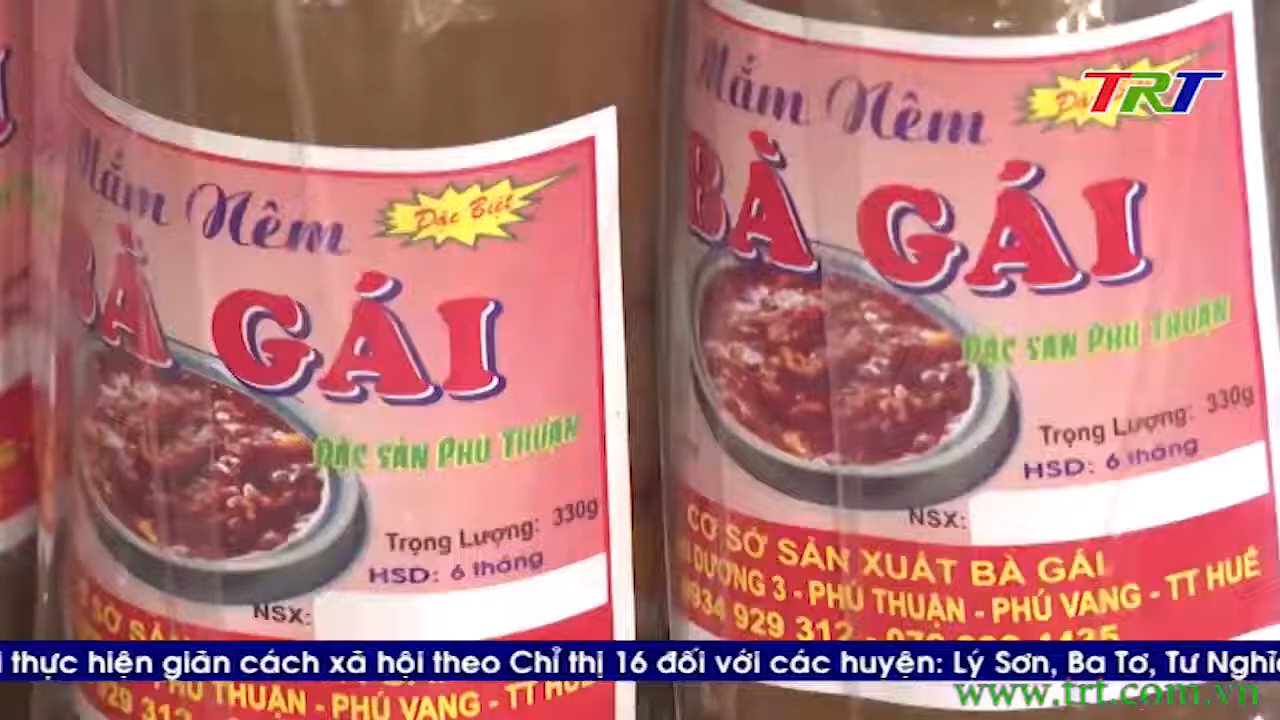 TRT
Mắm Nêm
Đặc Biệt
BÀ GÁI
ĐẶC SẢN PHÚ THUẬN
Trọng Lượng: 330g
HSD: 6 tháng
NSX:
PHÚ THUẬN - PHÚ VANG - TT HUẾ
929 312
Mắm Nêm
BÀ GÁI
ĐẶC SẢN PHÚ THUẬN
Trọng Lượng: 330g
HSD: 6 tháng
NSX:
CƠ SỞ SẢN XUẤT BÀ GÁI
DƯƠNG 3 - PHÚ THUẬN - PHÚ VANG - TT HUẾ
0934 929 312 -
thực hiện giãn cách xã hội theo Chỉ thị 16 đối với các huyện: Lý Sơn, Ba Tơ, Tư Nghĩa
www.trt.com.vn